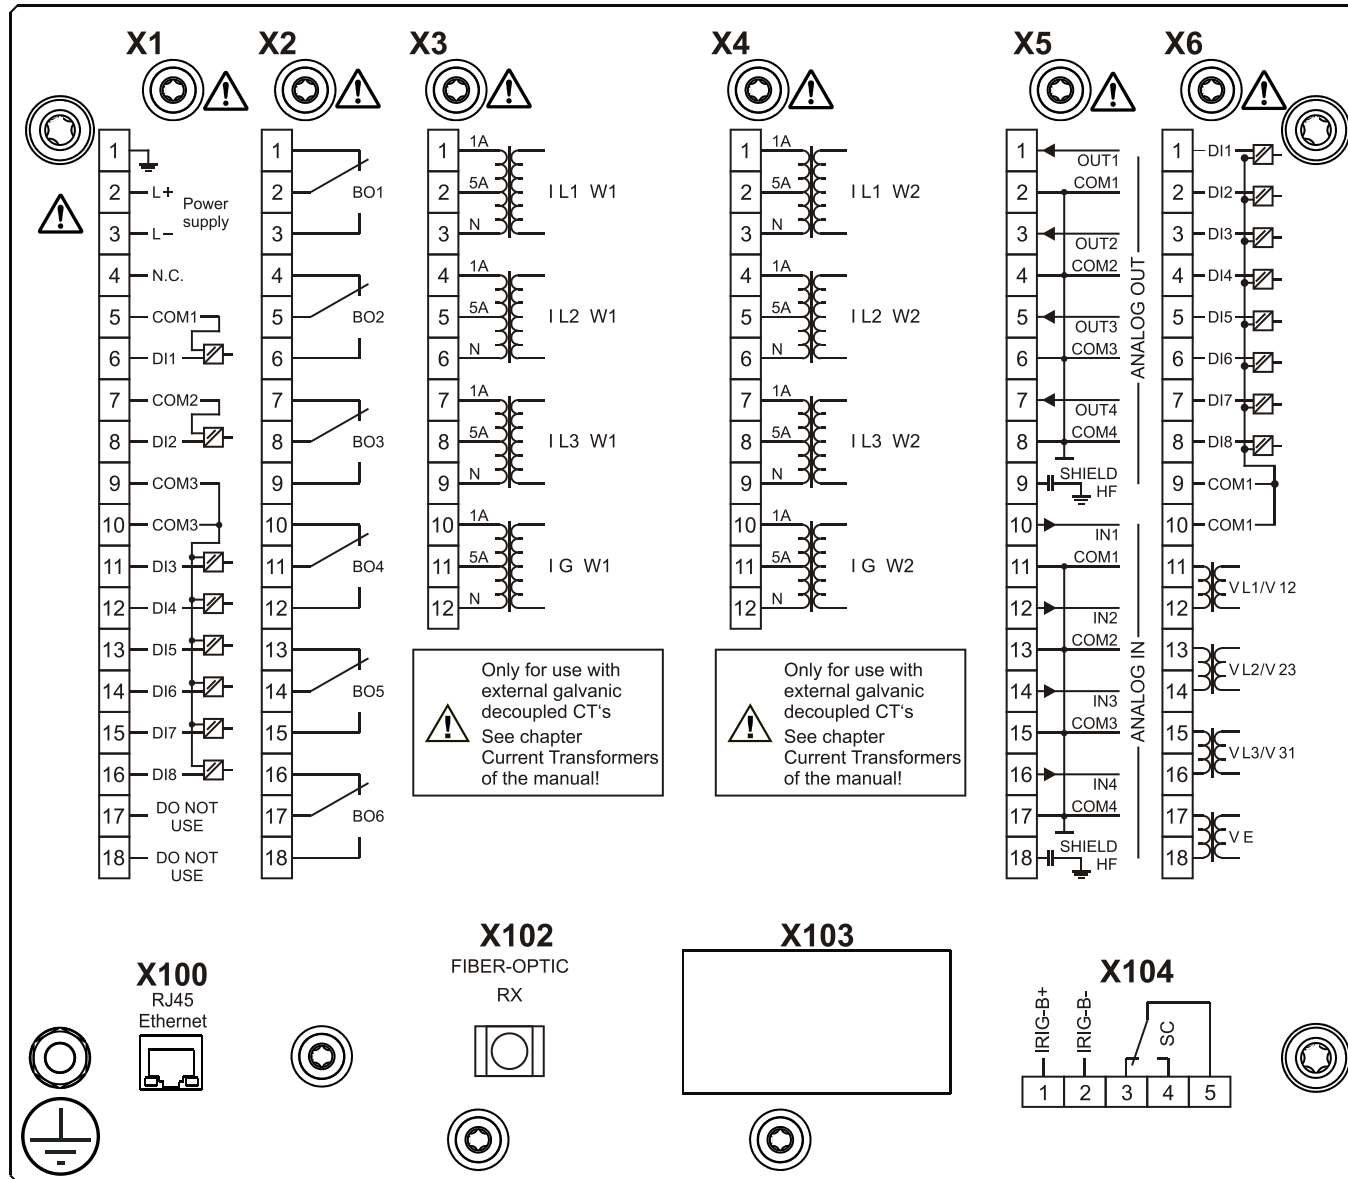 X1
1
2 L+
Power
supply
3 L−
4 N.C.
5 COM1
6 DI1
7 COM2
8 DI2
9 COM3
10 COM3
11 DI3
12 DI4
13 DI5
14 DI6
15 DI7
16 DI8
17 DO NOT
USE
18 DO NOT
USE
X2
1
2 BO1
3
4
5 BO2
6
7
8 BO3
9
10
11 BO4
12
13
14 BO5
15
16
17 BO6
18
X3
1 1A
2 5A I L1 W1
3 N
4 1A
5 5A I L2 W1
6 N
7 1A
8 5A I L3 W1
9 N
10 1A
11 5A I G W1
12 N
Only for use with
external galvanic
decoupled CT‘s
See chapter
Current Transformers
of the manual!
X4
1 1A
2 5A I L1 W2
3 N
4 1A
5 5A I L2 W2
6 N
7 1A
8 5A I L3 W2
9 N
10 1A
11 5A I G W2
12 N
Only for use with
external galvanic
decoupled CT‘s
See chapter
Current Transformers
of the manual!
X5
1 OUT1
2 COM1
3 OUT2
4 COM2
5 OUT3
6 COM3
7 OUT4
8 COM4
9 SHIELD
HF
ANALOG OUT
10 IN1
11 COM1
12 IN2
13 COM2
14 IN3
15 COM3
16 IN4
17 COM4
18 SHIELD
HF
ANALOG IN
X6
1 DI1
2 DI2
3 DI3
4 DI4
5 DI5
6 DI6
7 DI7
8 DI8
9 COM1
10 COM1
11
V L1/V 12
12
13
V L2/V 23
14
15
V L3/V 31
16
17
V E
18
X100
RJ45
Ethernet
X102
FIBER-OPTIC
RX
X103
X104
IRIG-B+
IRIG-B-
SC
1 2 3 4 5